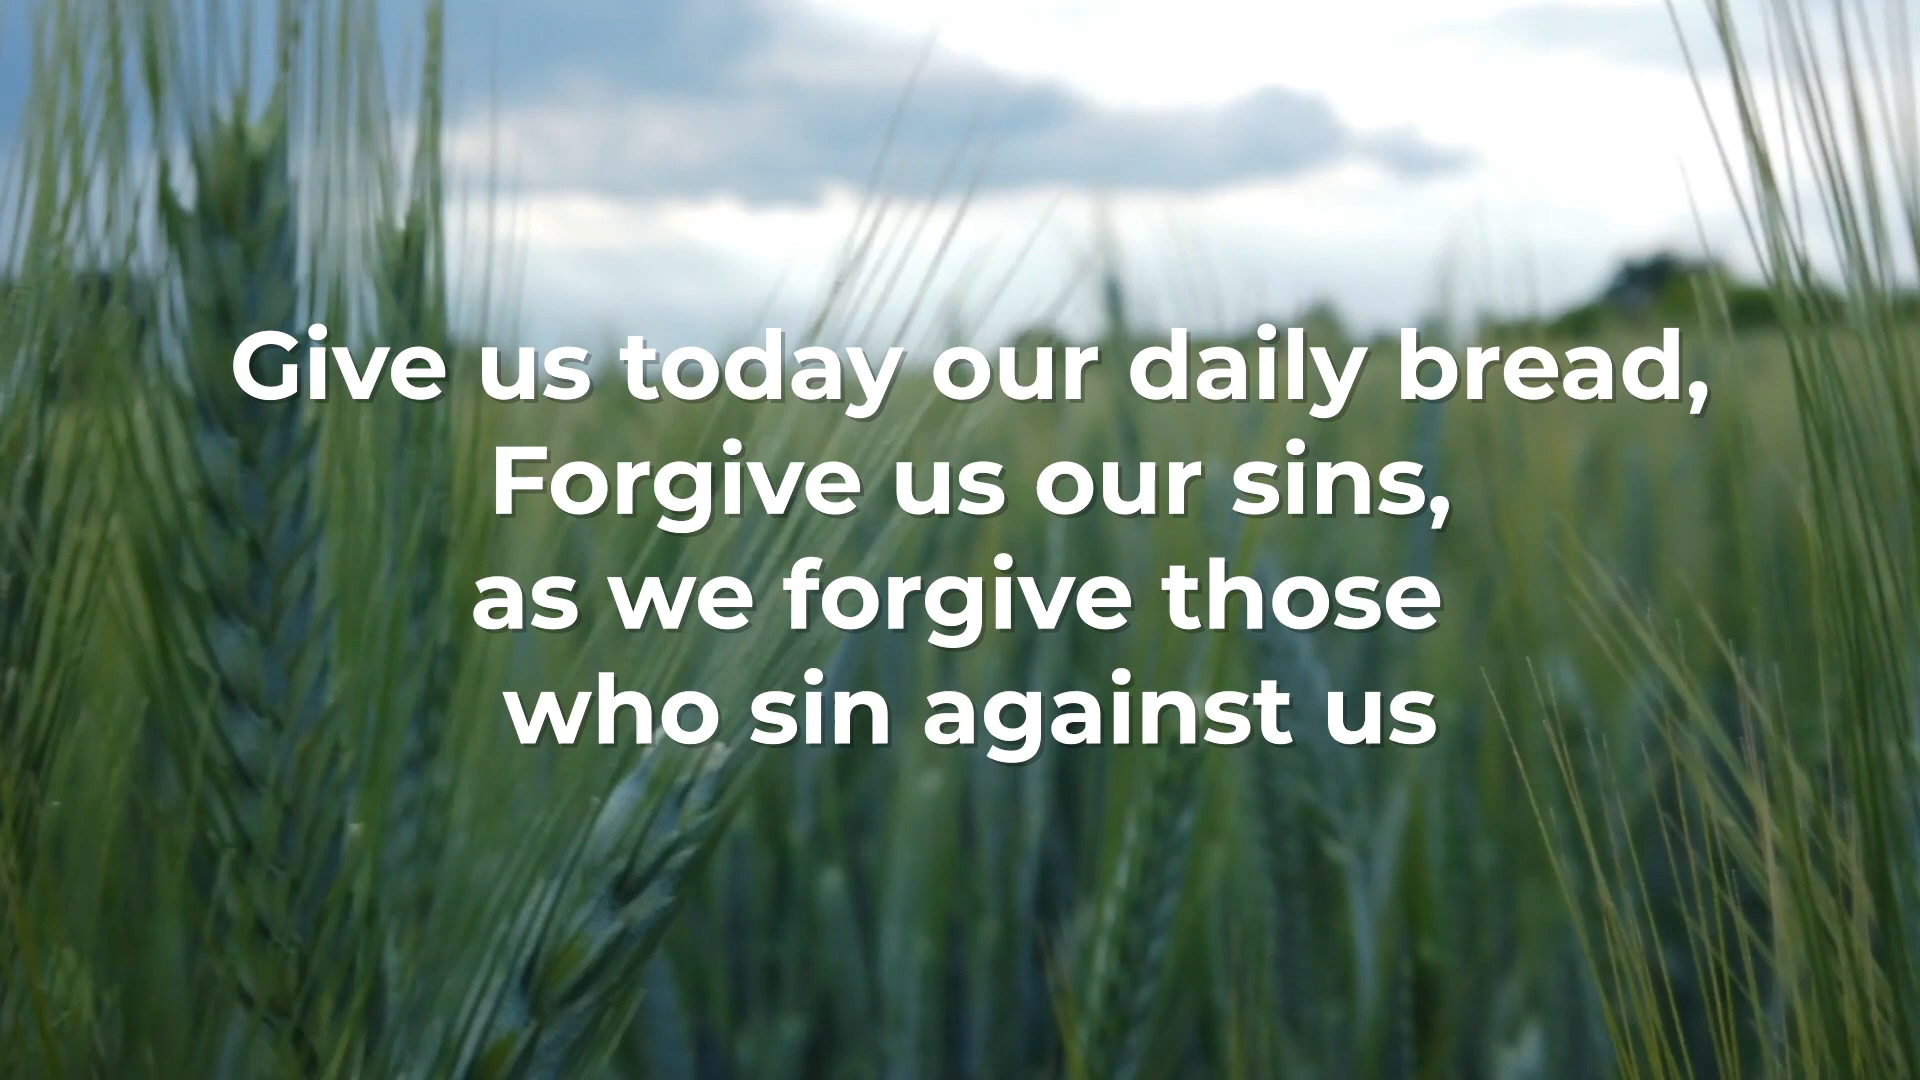 Give us today our daily bread,
Forgive us our sins,
as we forgive those
who sin against us